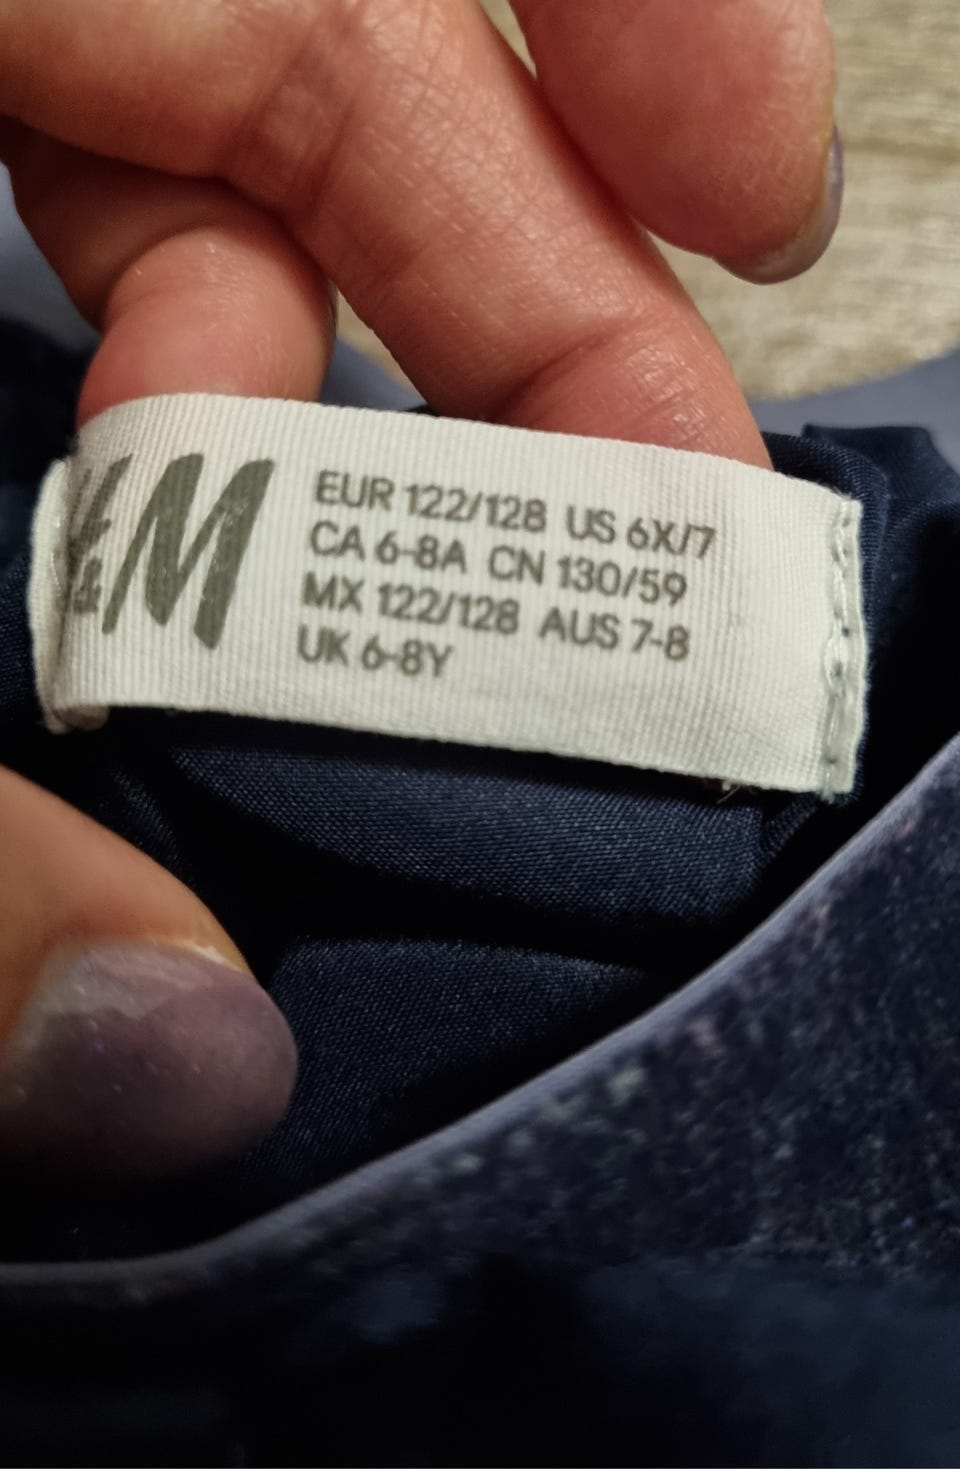 H&M
EUR 122/128 US 6X/7
CA 6-8A CN 130/59
MX 122/128 AUS 7-8
UK 6-8Y